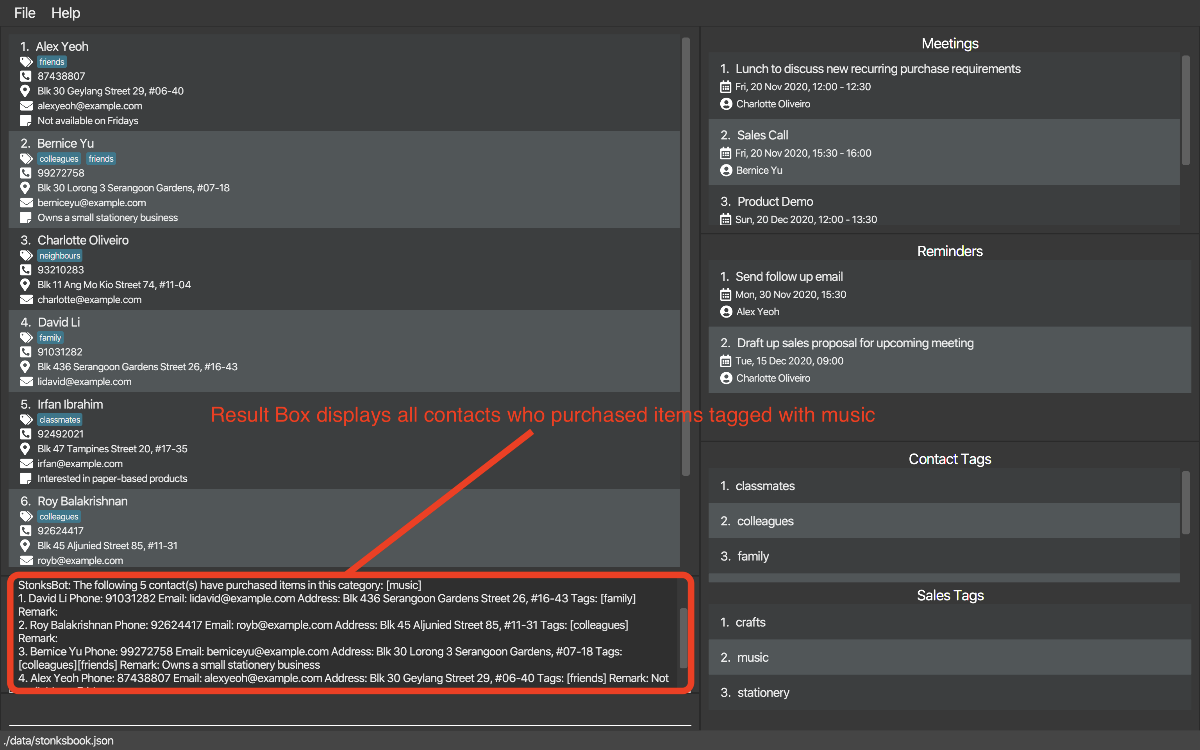 File Help
1. Alex Yeoh
friends
87438807
Blk 30 Geylang Street 29, #06-40
alexyeoh@example.com
Not available on Fridays
2. Bernice Yu
colleagues friends
99272758
Blk 30 Lorong 3 Serangoon Gardens, #07-18
berniceyu@example.com
Owns a small stationery business
3. Charlotte Oliveiro
neighbours
93210283
Blk 11 Ang Mo Kio Street 74, #11-04
charlotte@example.com
4. David Li
family
91031282
Blk 436 Serangoon Gardens Street 26, #16-43
lidavid@example.com
5. Irfan Ibrahim
classmates
92492021
Blk 47 Tampines Street 20, #17-35
irfan@example.com
Interested in paper-based products
6. Roy Balakrishnan
colleagues
92624417
Blk 45 Aljunied Street 85, #11-31
royb@example.com
Result Box displays all contacts who purchased items tagged with music
StonksBot: The following 5 contact(s) have purchased items in this category: [music]
1. David Li Phone: 91031282 Email: lidavid@example.com Address: Blk 436 Serangoon Gardens Street 26, #16-43 Tags: [family]
Remark:
2. Roy Balakrishnan Phone: 92624417 Email: royb@example.com Address: Blk 45 Aljunied Street 85, #11-31 Tags: [colleagues]
Remark:
3. Bernice Yu Phone: 99272758 Email: berniceyu@example.com Address: Blk 30 Lorong 3 Serangoon Gardens, #07-18 Tags:
[colleagues][friends] Remark: Owns a small stationery business
4. Alex Yeoh Phone: 87438807 Email: alexyeoh@example.com Address: Blk 30 Geylang Street 29, #06-40 Tags: [friends] Remark: Not
./data/stonksbook.json
Meetings
1. Lunch to discuss new recurring purchase requirements
Fri, 20 Nov 2020, 12:00 - 12:30
Charlotte Oliveiro
2. Sales Call
Fri, 20 Nov 2020, 15:30 - 16:00
Bernice Yu
3. Product Demo
Sun, 20 Dec 2020, 12:00 - 13:30
Reminders
1. Send follow up email
Mon, 30 Nov 2020, 15:30
Alex Yeoh
2. Draft up sales proposal for upcoming meeting
Tue, 15 Dec 2020, 09:00
Charlotte Oliveiro
Contact Tags
1. classmates
2. colleagues
3. family
Sales Tags
1. crafts
2. music
3. stationery